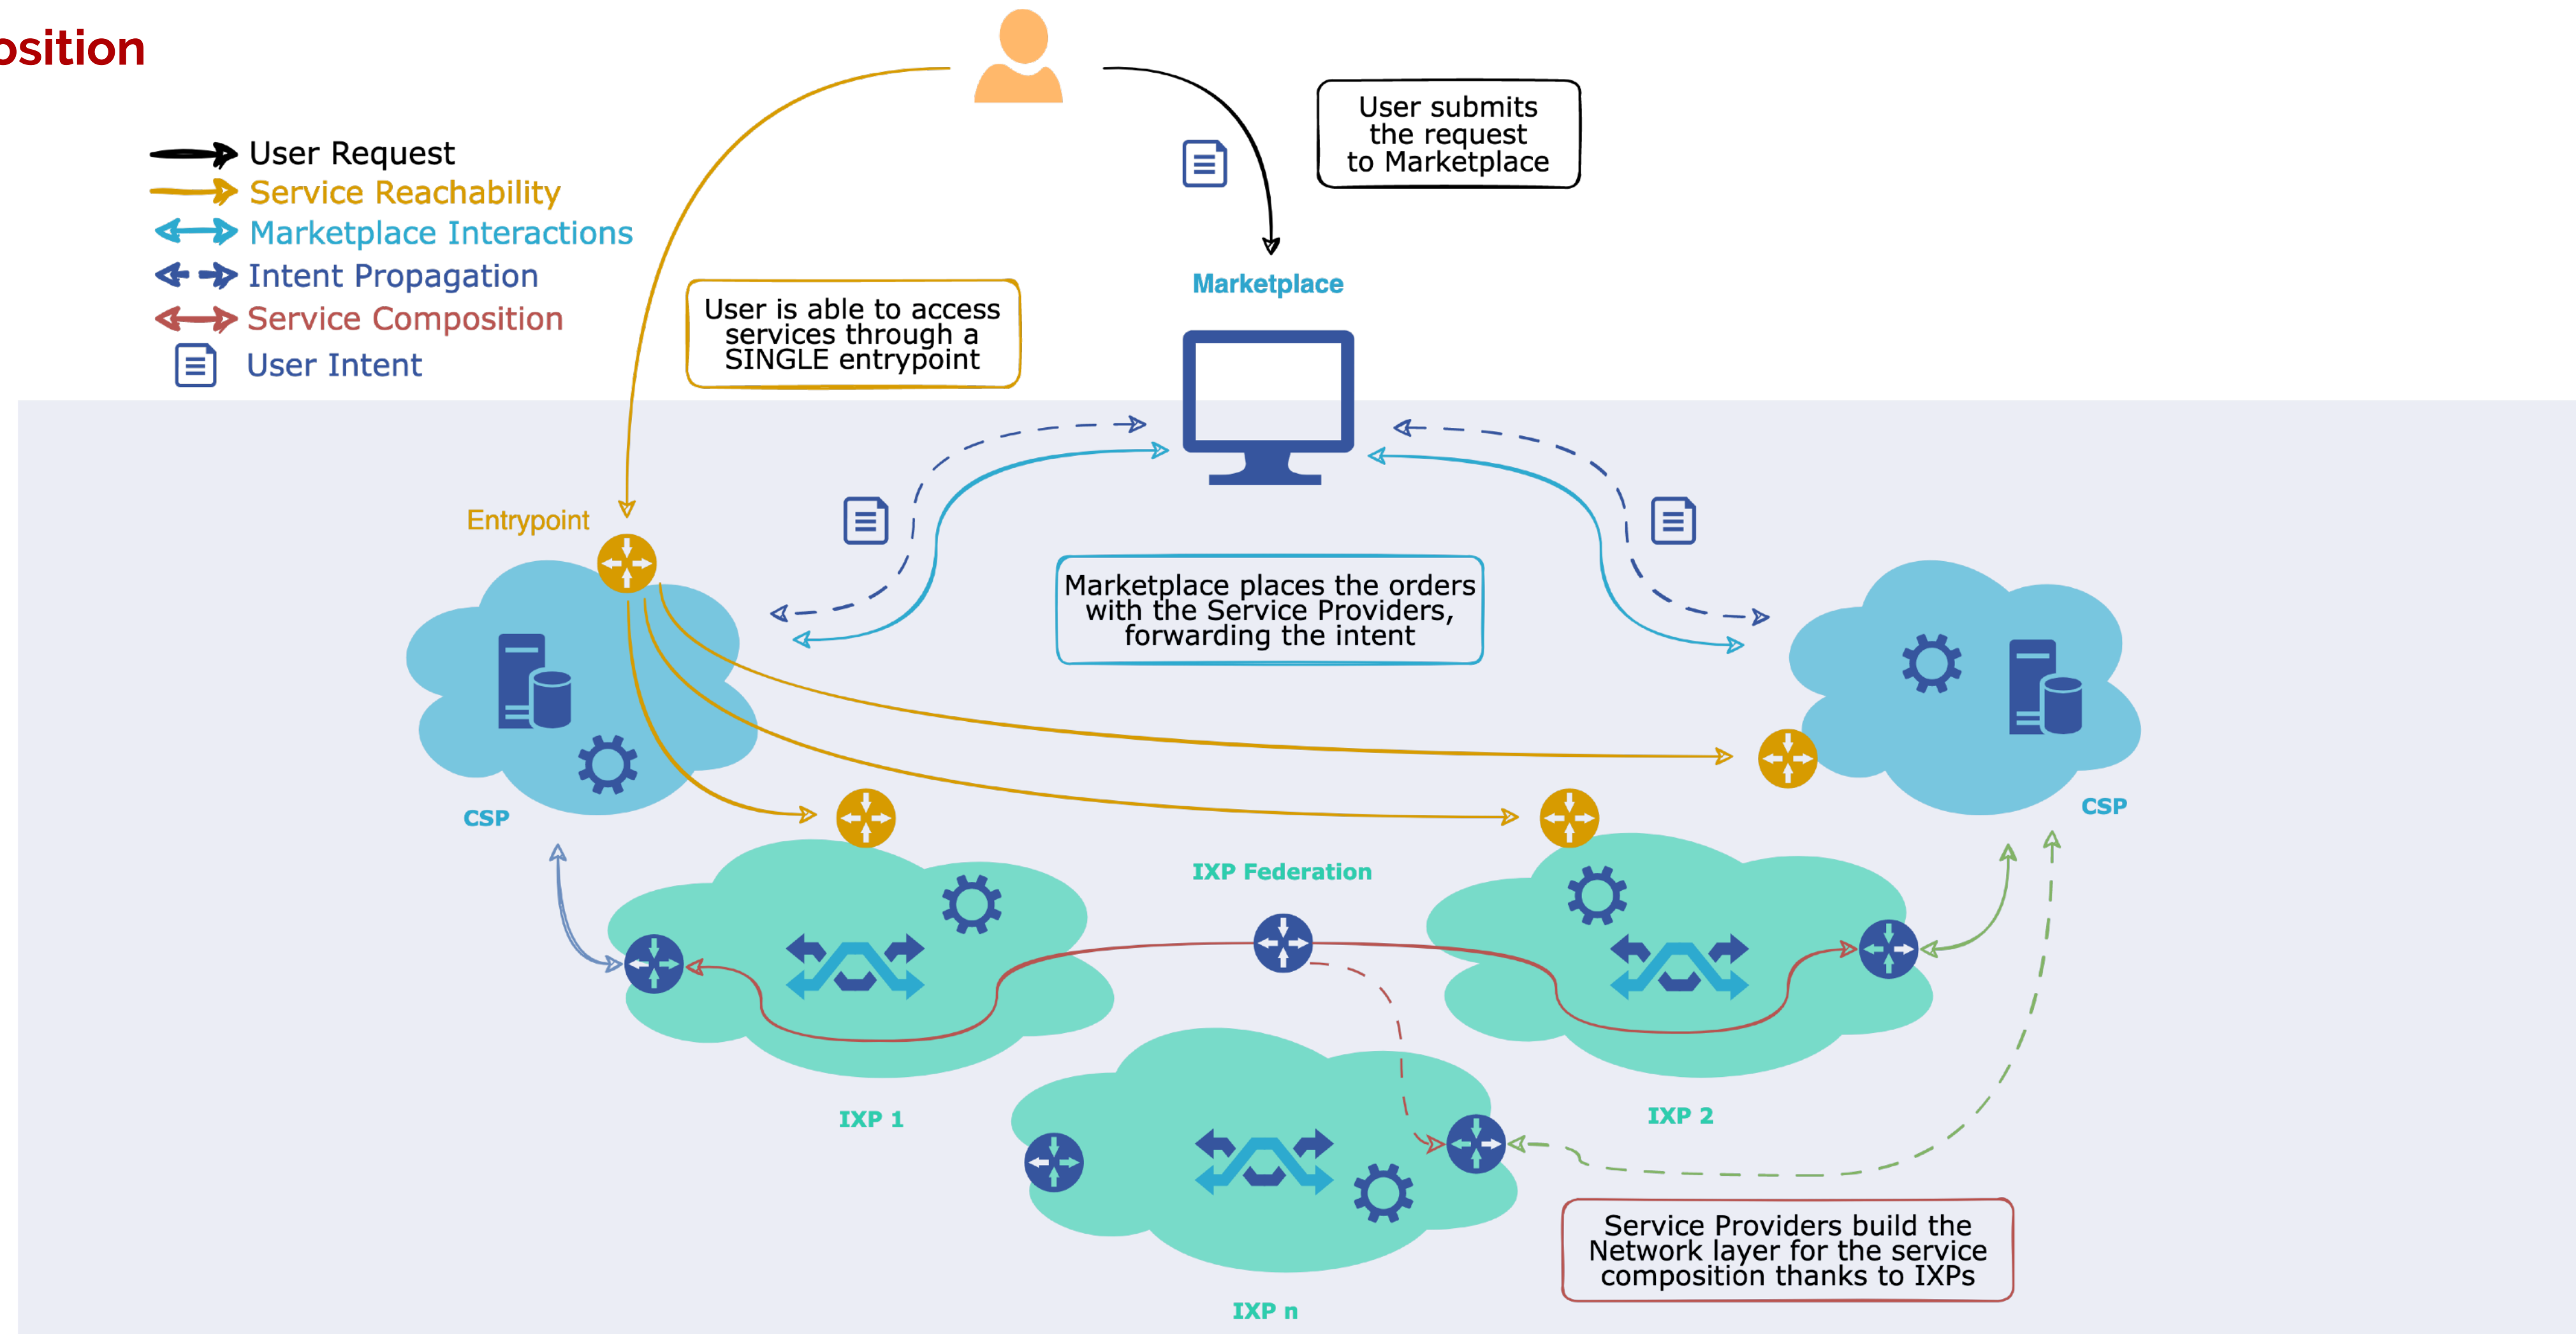 osition
User Request
Service Reachability
Marketplace Interactions
Intent Propagation
Service Composition
User Intent
User submits
the request
to Marketplace
Marketplace
User is able to access
services through a
SINGLE entrypoint
Entrypoint
Marketplace places the orders
with the Service Providers,
forwarding the intent
CSP
CSP
IXP Federation
IXP 1
IXP 2
Service Providers build the
Network layer for the service
composition thanks to IXPs
IXP n